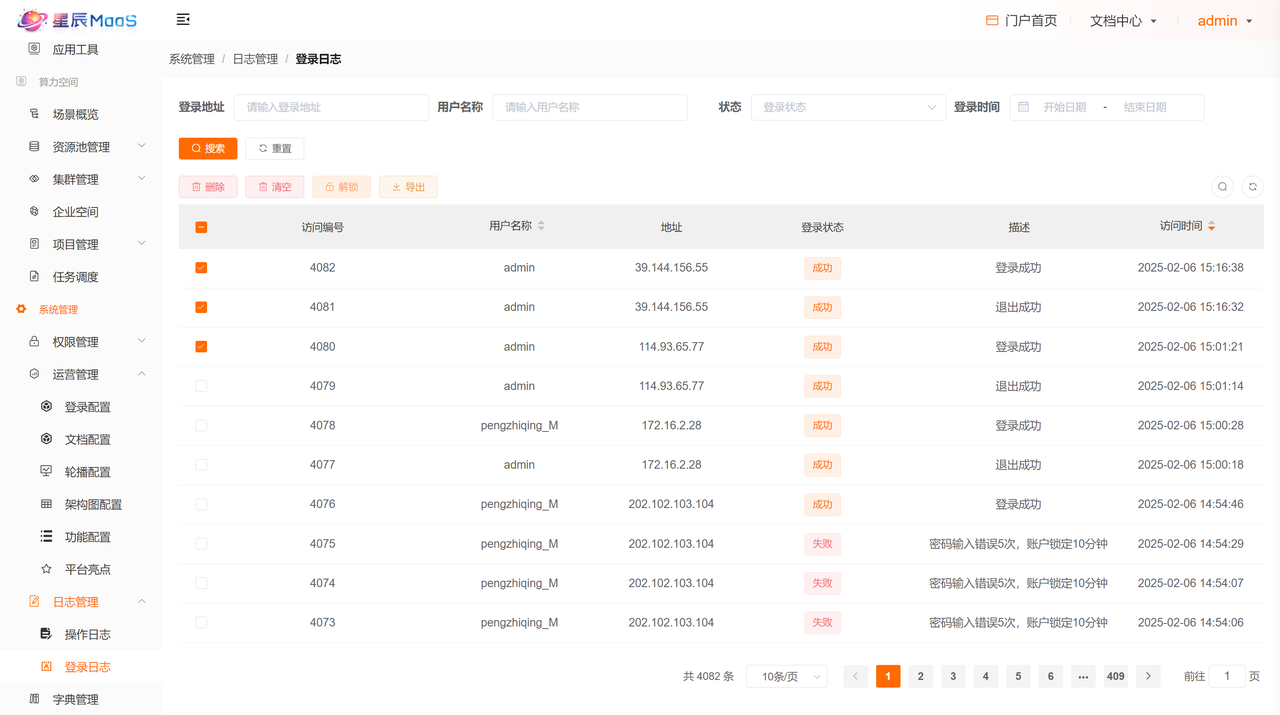 星辰MaaS
门户首页
文档中心
admin
应用工具
算力空间
场景概览
资源池管理
集群管理
企业空间
项目管理
任务调度
系统管理
权限管理
运营管理
登录配置
文档配置
轮播配置
架构图配置
功能配置
平台亮点
日志管理
操作日志
登录日志
字典管理
系统管理 / 日志管理 / 登录日志
登录地址 请输入登录地址 用户名称 请输入用户名称 状态 登录状态 登录时间 开始日期 - 结束日期
搜索 重置
删除 清空 解锁 导出
访问编号 用户名称 地址 登录状态 描述 访问时间
4082 admin 39.144.156.55 成功 登录成功 2025-02-06 15:16:38
4081 admin 39.144.156.55 成功 退出成功 2025-02-06 15:16:32
4080 admin 114.93.65.77 成功 登录成功 2025-02-06 15:01:21
4079 admin 114.93.65.77 成功 退出成功 2025-02-06 15:01:14
4078 pengzhiqing_M 172.16.2.28 成功 登录成功 2025-02-06 15:00:28
4077 admin 172.16.2.28 成功 退出成功 2025-02-06 15:00:18
4076 pengzhiqing_M 202.102.103.104 成功 登录成功 2025-02-06 14:54:46
4075 pengzhiqing_M 202.102.103.104 失败 密码输入错误5次，账户锁定10分钟 2025-02-06 14:54:29
4074 pengzhiqing_M 202.102.103.104 失败 密码输入错误5次，账户锁定10分钟 2025-02-06 14:54:07
4073 pengzhiqing_M 202.102.103.104 失败 密码输入错误5次，账户锁定10分钟 2025-02-06 14:54:06
共 4082 条 10条/页 1 2 3 4 5 6 ••• 409 前往 1 页